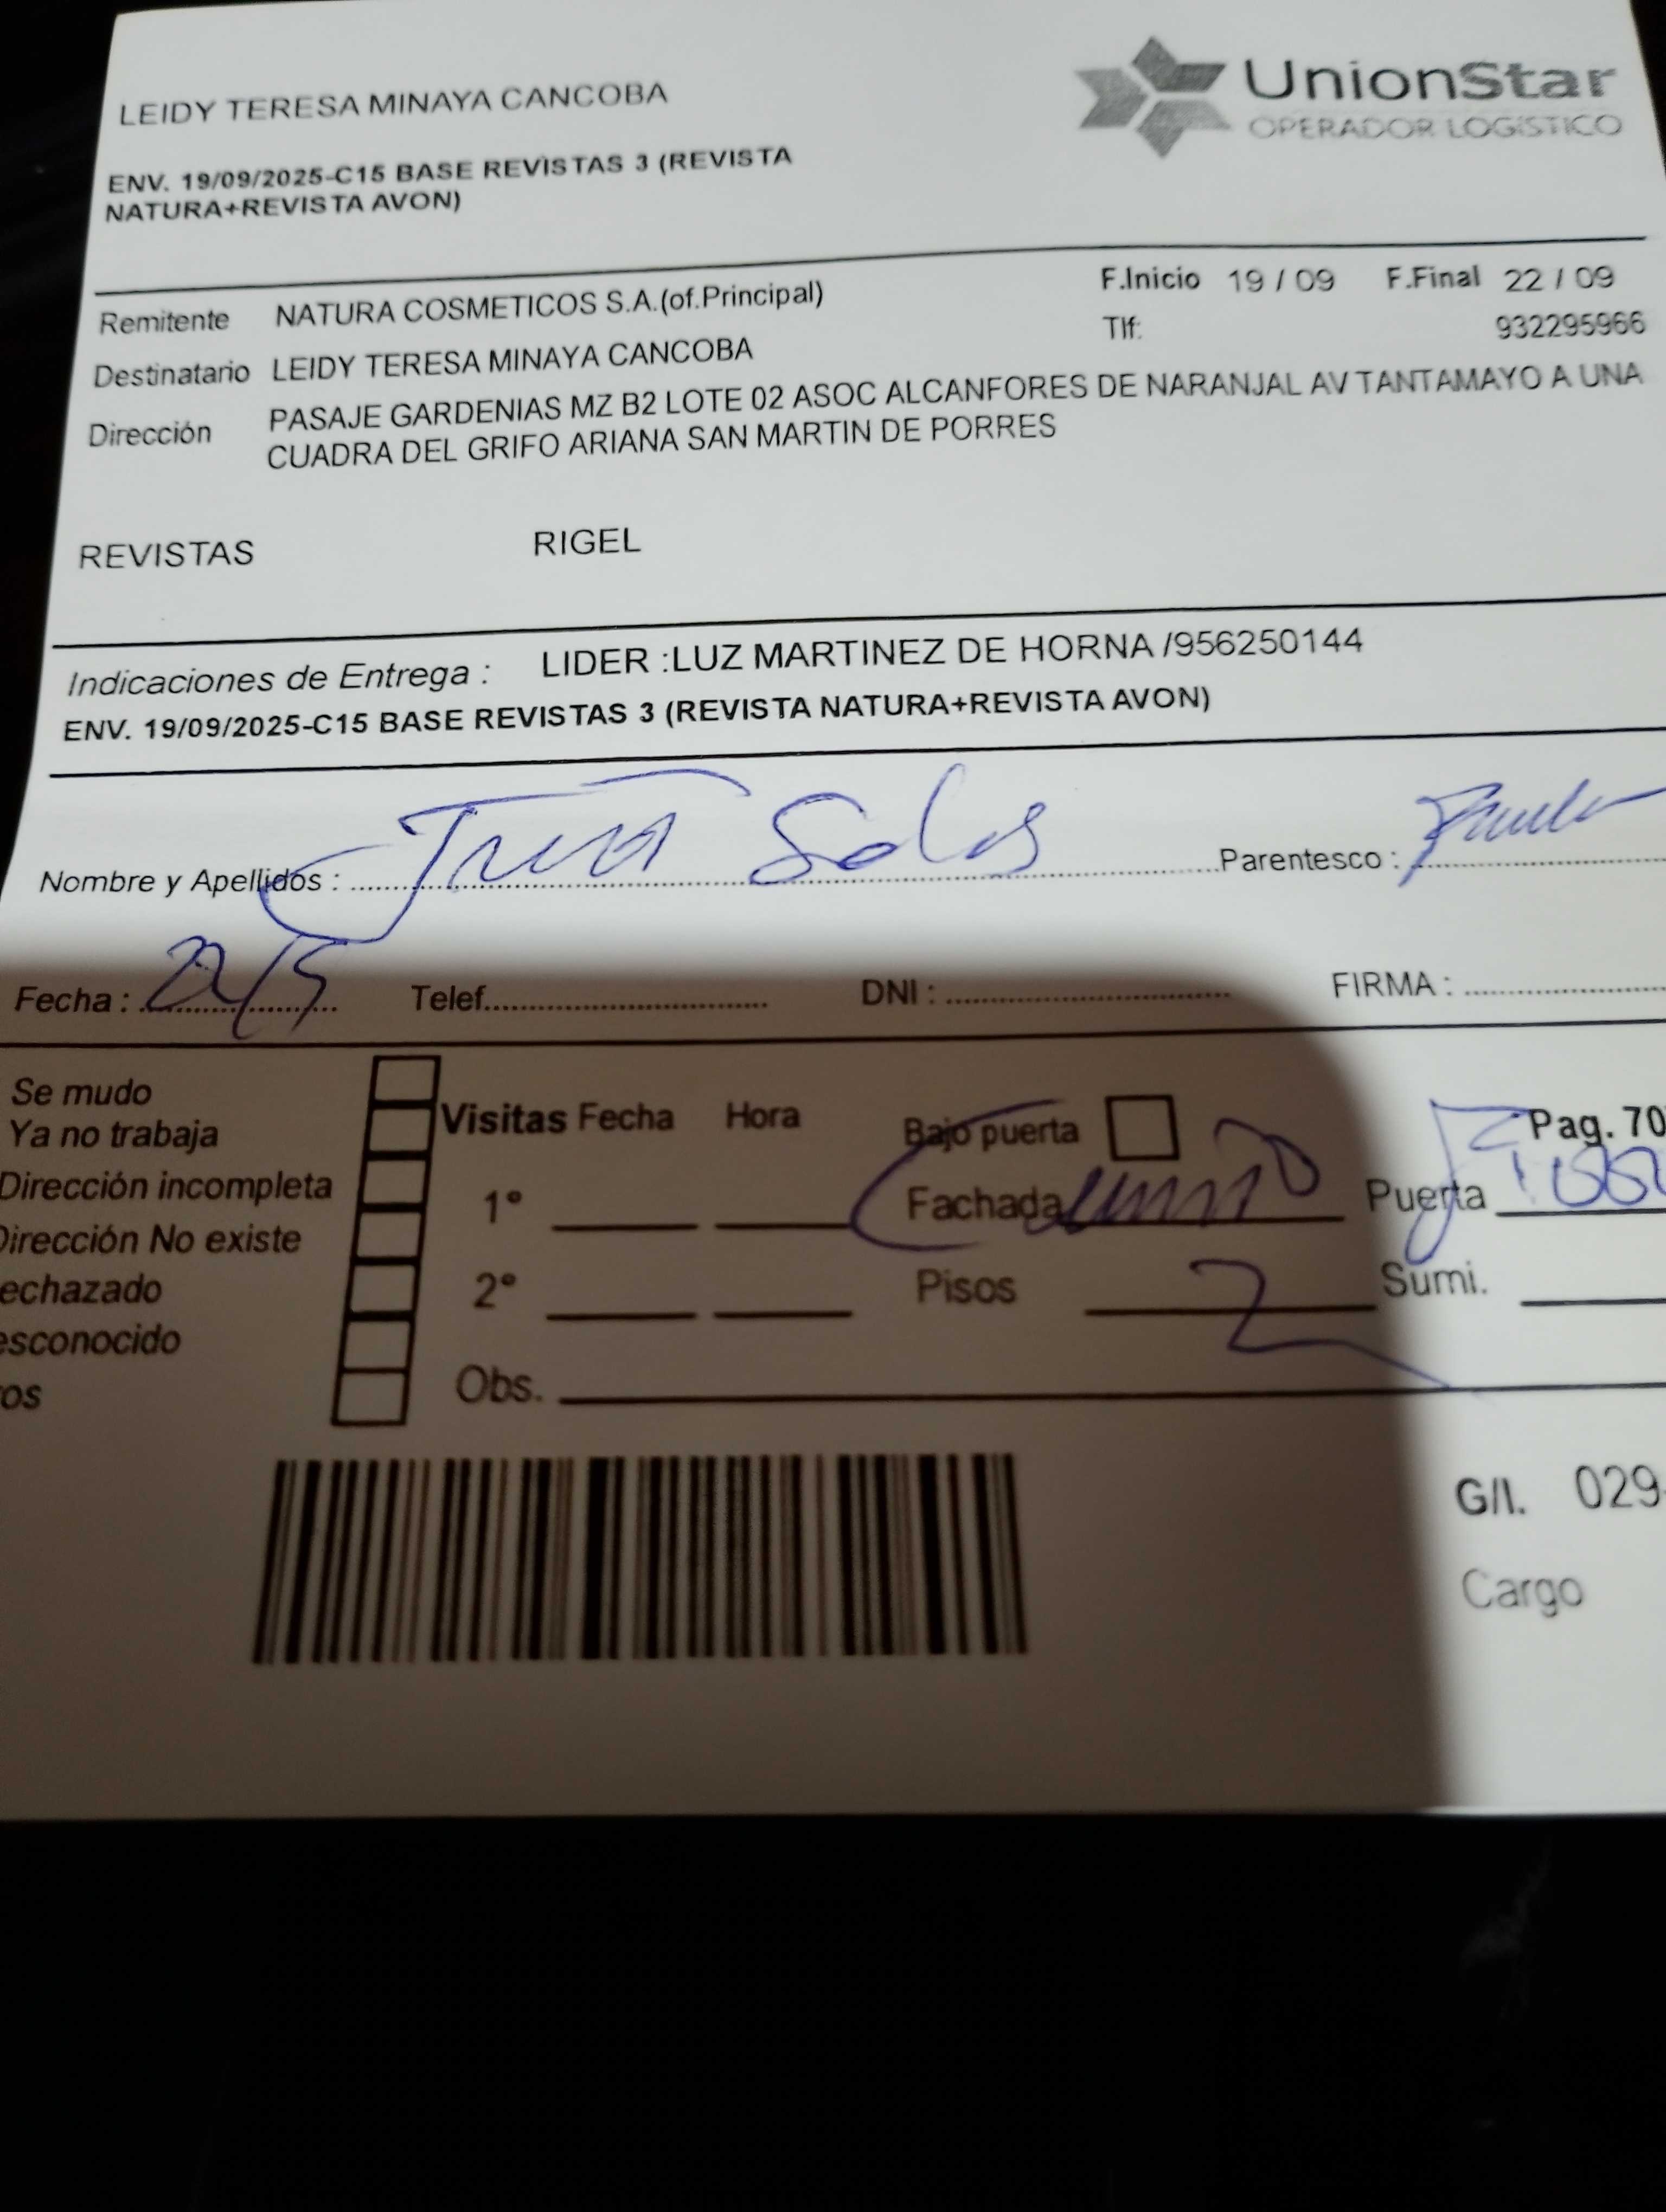 UnionStar
OPERADOR LOGÍSTICO
LEIDY TERESA MINAYA CANCOBA
ENV. 19/09/2025-C15 BASE REVISTAS 3 (REVISTA
NATURA+REVISTA AVON)
F.Inicio 19 / 09 F.Final 22 / 09
Remitente NATURA COSMETICOS S.A.(of.Principal)
Tlf: 932295966
Destinatario LEIDY TERESA MINAYA CANCOBA
Dirección PASAJE GARDENIAS MZ B2 LOTE 02 ASOC ALCANFORES DE NARANJAL AV TANTAMAYO A UNA
CUADRA DEL GRIFO ARIANA SAN MARTIN DE PORRES
REVISTAS RIGEL
Indicaciones de Entrega : LIDER :LUZ MARTINEZ DE HORNA /956250144
ENV. 19/09/2025-C15 BASE REVISTAS 3 (REVISTA NATURA+REVISTA AVON)
Nombre y Apellidos : Parentesco :
Fecha : Telef. DNI : FIRMA :
Se mudo
Ya no trabaja
Dirección incompleta
Dirección No existe
echazado
esconocido
os
Visitas Fecha Hora
1°
2°
Obs.
Bajo puerta Pag. 70
Fachada Puerta
Pisos 2 Sumi.
G/I. 029
Cargo